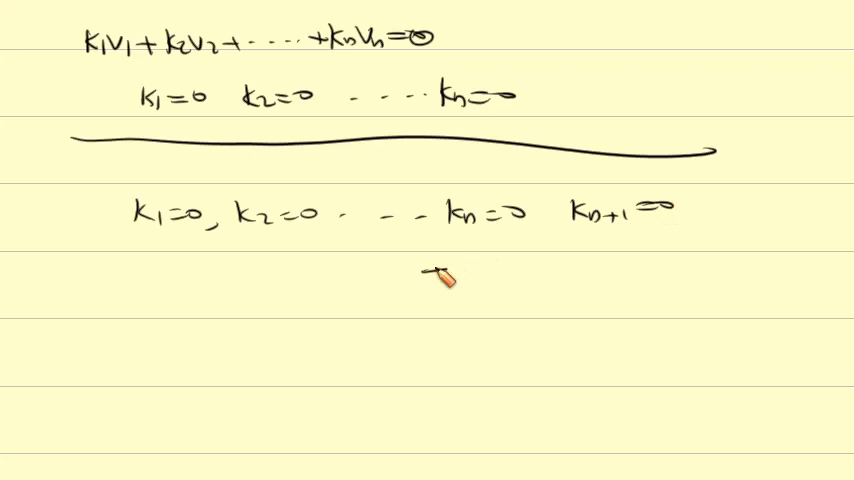 k₁v₁ + k₂v₂ + ..... + kₙvₙ = 0
k₁ = 0 k₂ = 0 ..... kₙ = 0
k₁ = 0, k₂ = 0 . - - kₙ = 0 kₙ₊₁ = 0